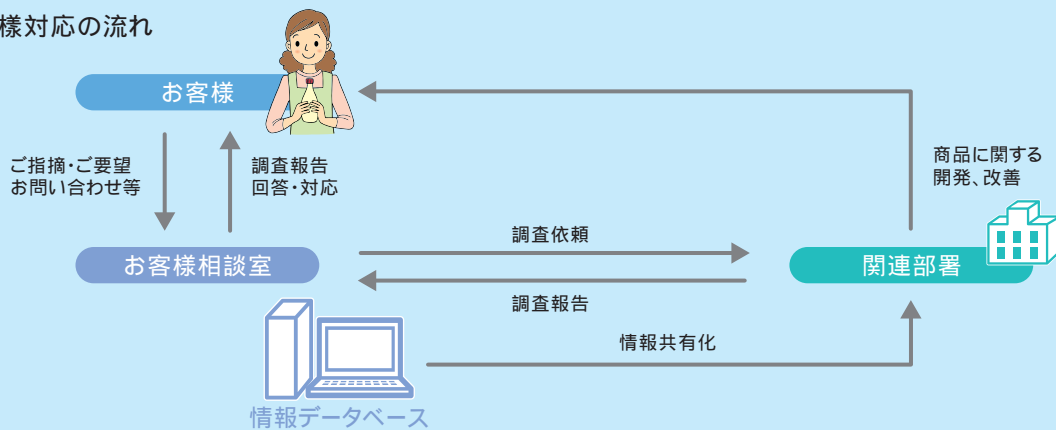 様対応の流れ
お客様
ご指摘・ご要望
お問い合わせ等
調査報告
回答・対応
商品に関する
開発、改善
調査依頼
お客様相談室
関連部署
調査報告
情報共有化
情報データベース